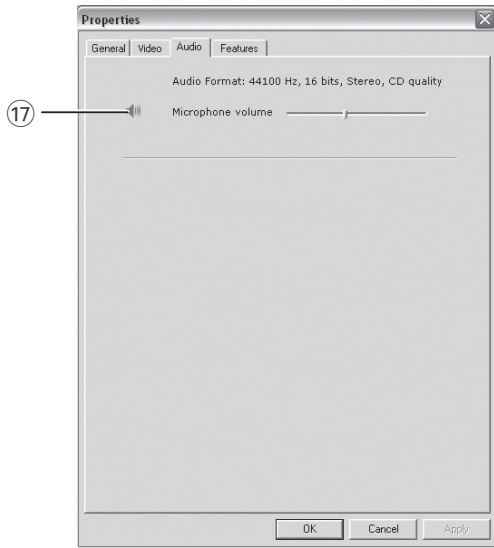 Properties
General Video Audio Features
Audio Format: 44100 Hz, 16 bits, Stereo, CD quality
⑰ Microphone volume
OK Cancel Apply